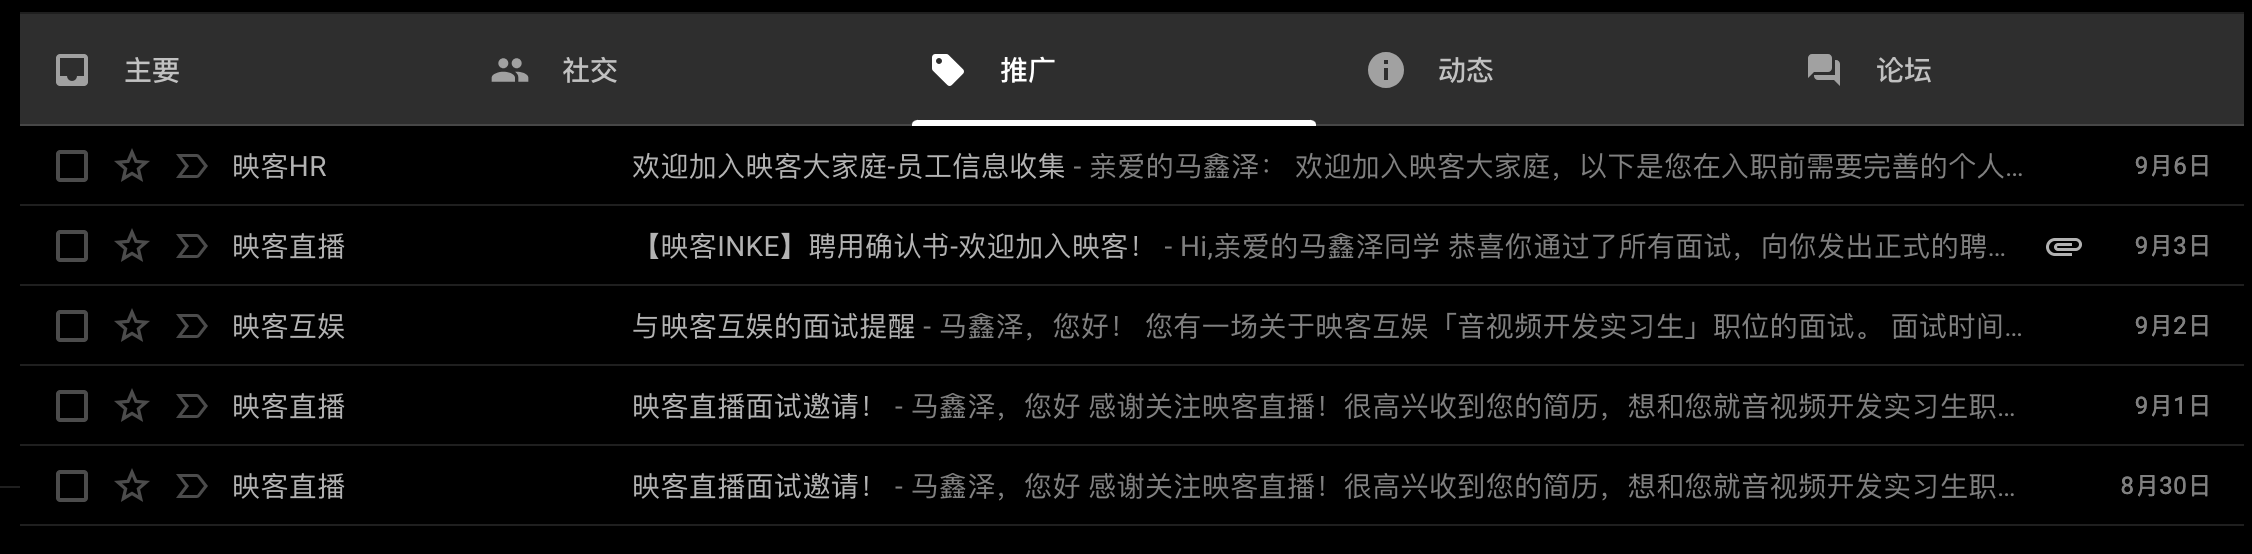 主要 社交 推广 动态 论坛
映客HR 欢迎加入映客大家庭-员工信息收集 - 亲爱的马鑫泽： 欢迎加入映客大家庭，以下是您在入职前需要完善的个人... 9月6日
映客直播 【映客INKE】聘用确认书-欢迎加入映客！ - Hi,亲爱的马鑫泽同学 恭喜你通过了所有面试，向你发出正式的聘... 9月3日
映客互娱 与映客互娱的面试提醒 - 马鑫泽，您好！ 您有一场关于映客互娱「音视频开发实习生」职位的面试。 面试时间... 9月2日
映客直播 映客直播面试邀请！ - 马鑫泽，您好 感谢关注映客直播！很高兴收到您的简历，想和您就音视频开发实习生职... 9月1日
映客直播 映客直播面试邀请！ - 马鑫泽，您好 感谢关注映客直播！很高兴收到您的简历，想和您就音视频开发实习生职... 8月30日